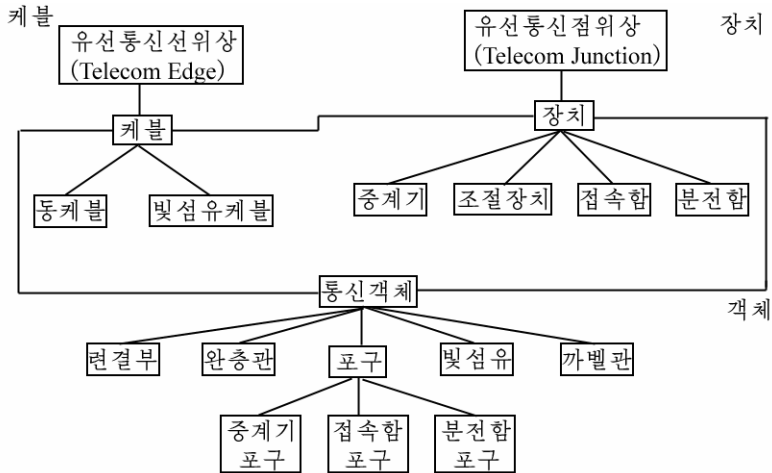 케블
장치
유선통신선위상
(Telecom Edge)
유선통신점위상
(Telecom Junction)
케블
장치
동케블
빛섬유케블
중계기
조절장치
접속함
분전함
통신객체
객체
련결부
완충관
포구
빛섬유
까벨관
중계기
포구
접속함
포구
분전함
포구